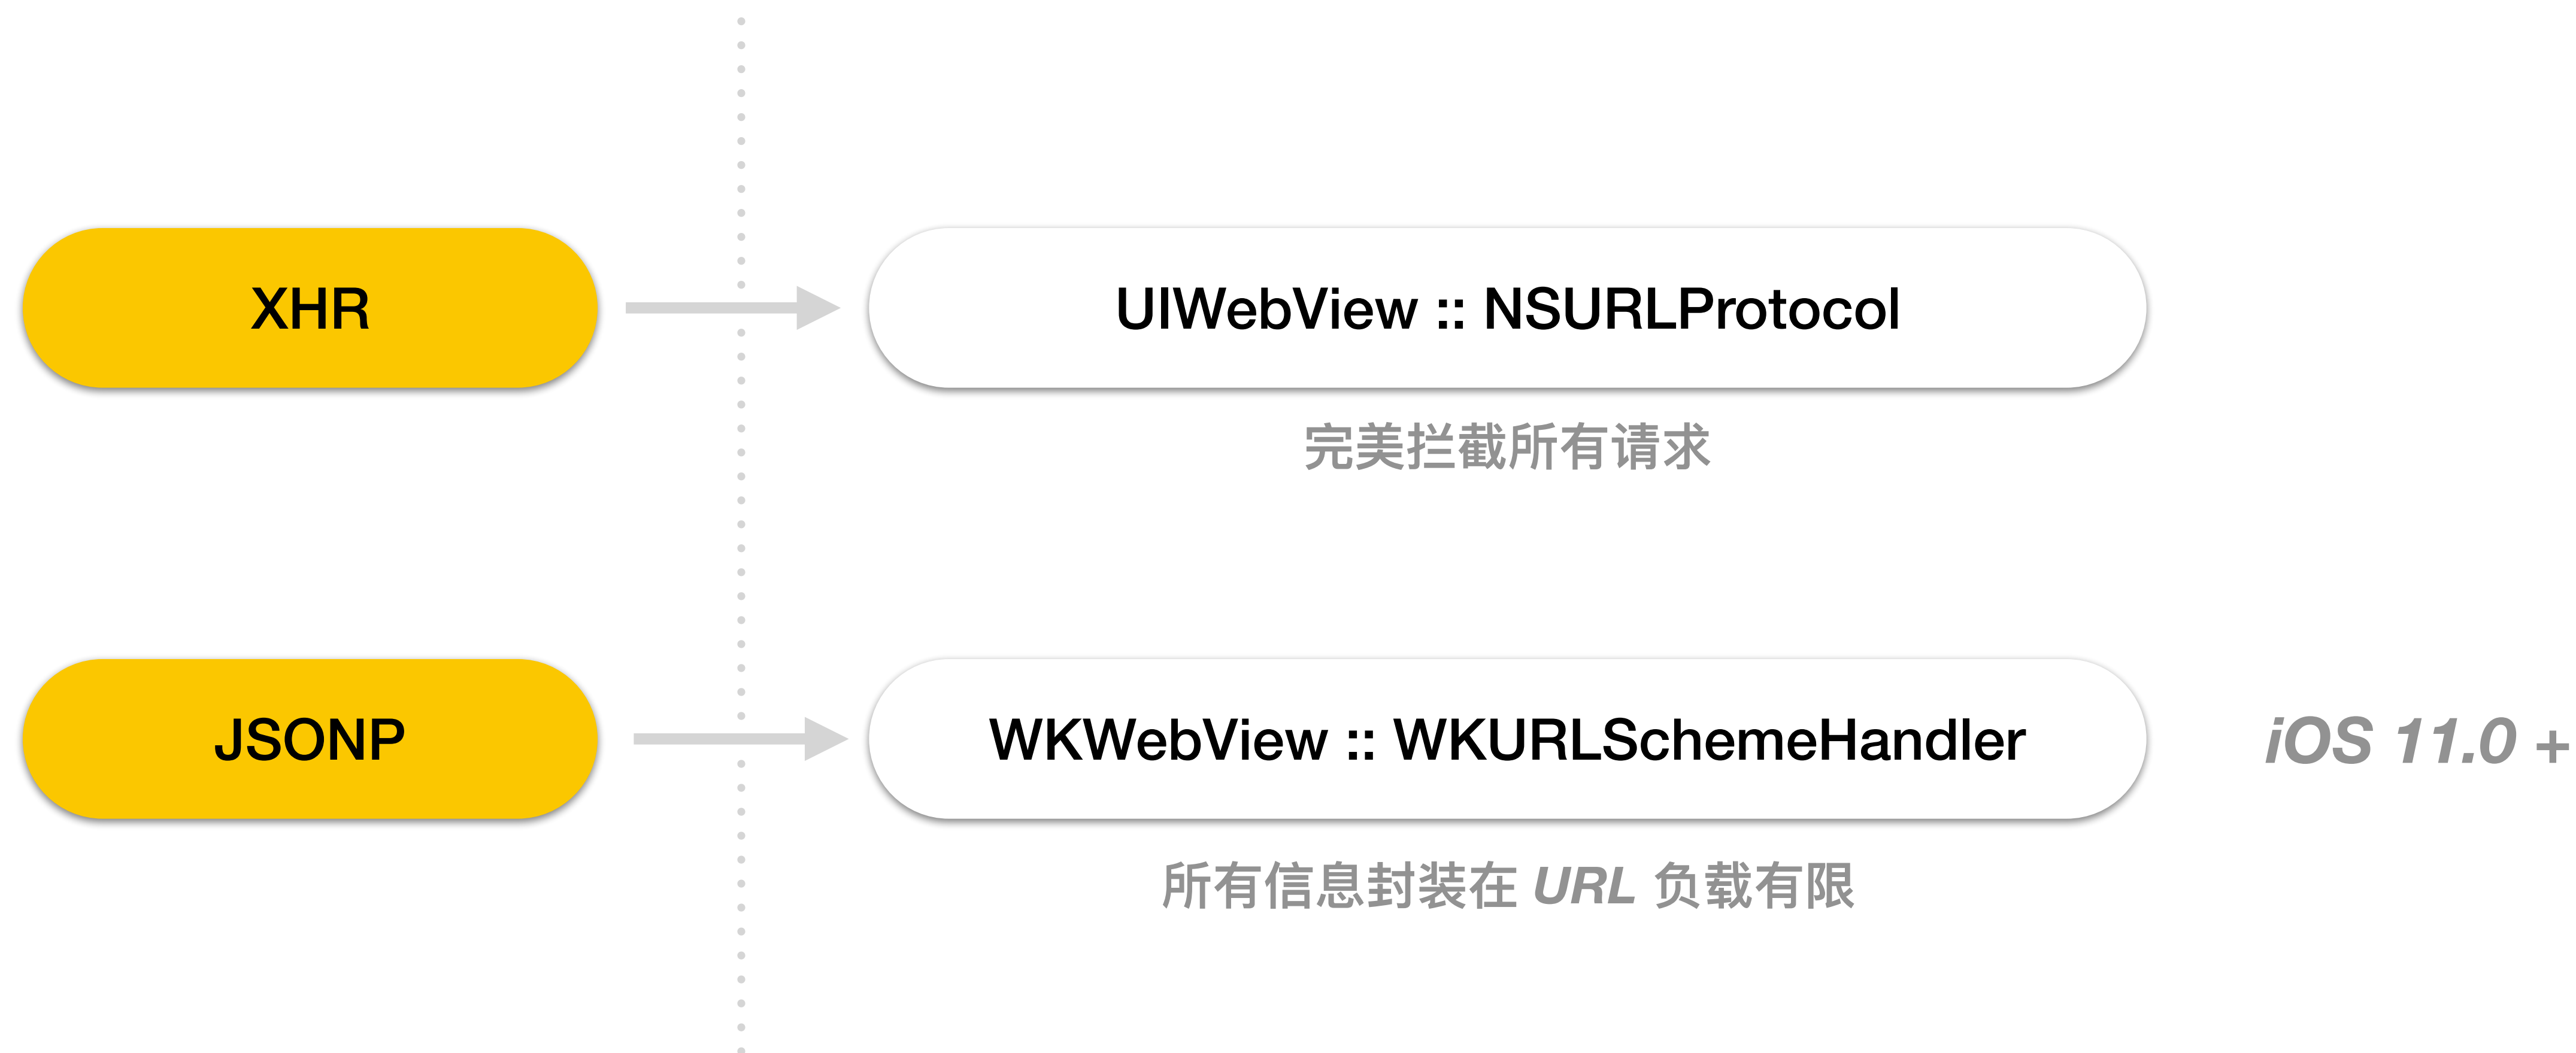 XHR
UIWebView :: NSURLProtocol
完美拦截所有请求
JSONP
WKWebView :: WKURLSchemeHandler
iOS 11.0 +
所有信息封装在 URL 负载有限